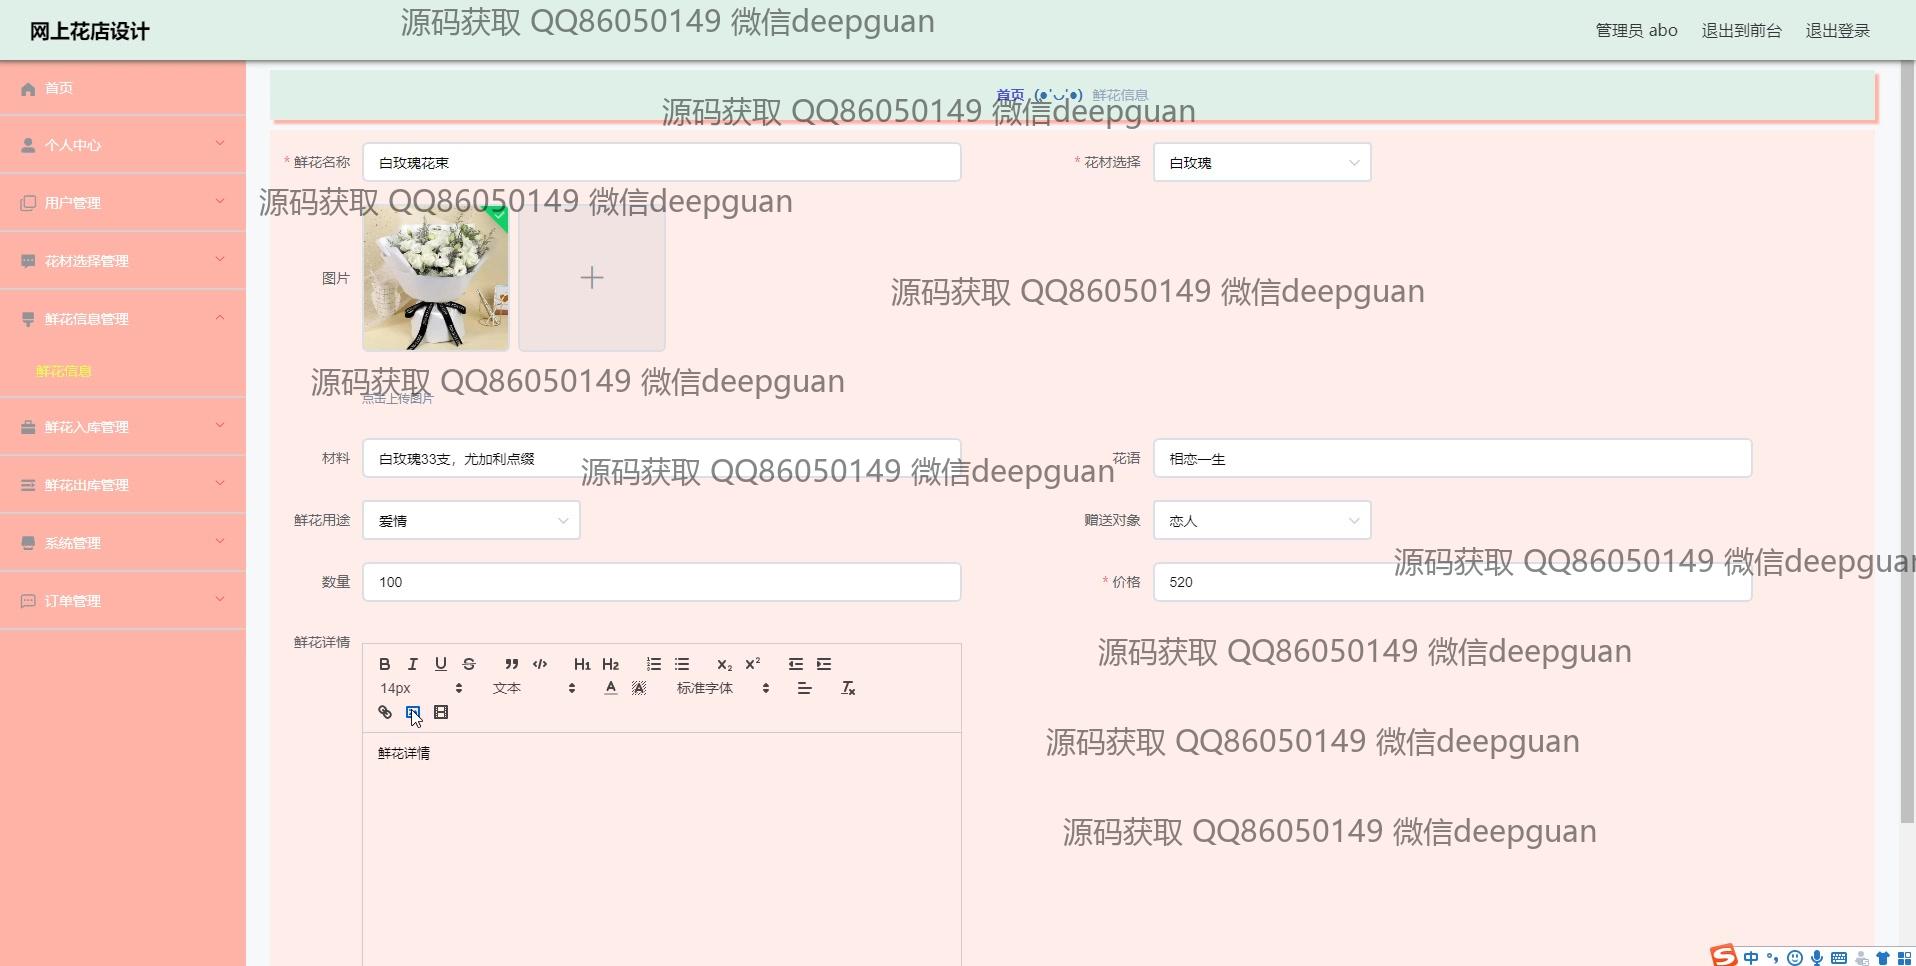 网上花店设计
源码获取 QQ86050149 微信deepguan
管理员 abo 退出到前台 退出登录
首页
首页 (●'◡'●) 鲜花信息
源码获取 QQ86050149 微信deepguan
个人中心
* 鲜花名称 白玫瑰花束 * 花材选择 白玫瑰
用户管理
源码获取 QQ86050149 微信deepguan
花材选择管理
图片
源码获取 QQ86050149 微信deepguan
鲜花信息管理
鲜花信息
源码获取 QQ86050149 微信deepguan
点击上传图片
鲜花入库管理
材料 白玫瑰33支，尤加利点缀 花语 相恋一生
源码获取 QQ86050149 微信deepguan
鲜花出库管理
鲜花用途 爱情 赠送对象 恋人
系统管理
源码获取 QQ86050149 微信deepguan
数量 100 * 价格 520
订单管理
鲜花详情
源码获取 QQ86050149 微信deepguan
B I U S H1 H2 X2 X2
14px 文本 A A 标准字体 Tx
鲜花详情
源码获取 QQ86050149 微信deepguan
源码获取 QQ86050149 微信deepguan
S 中